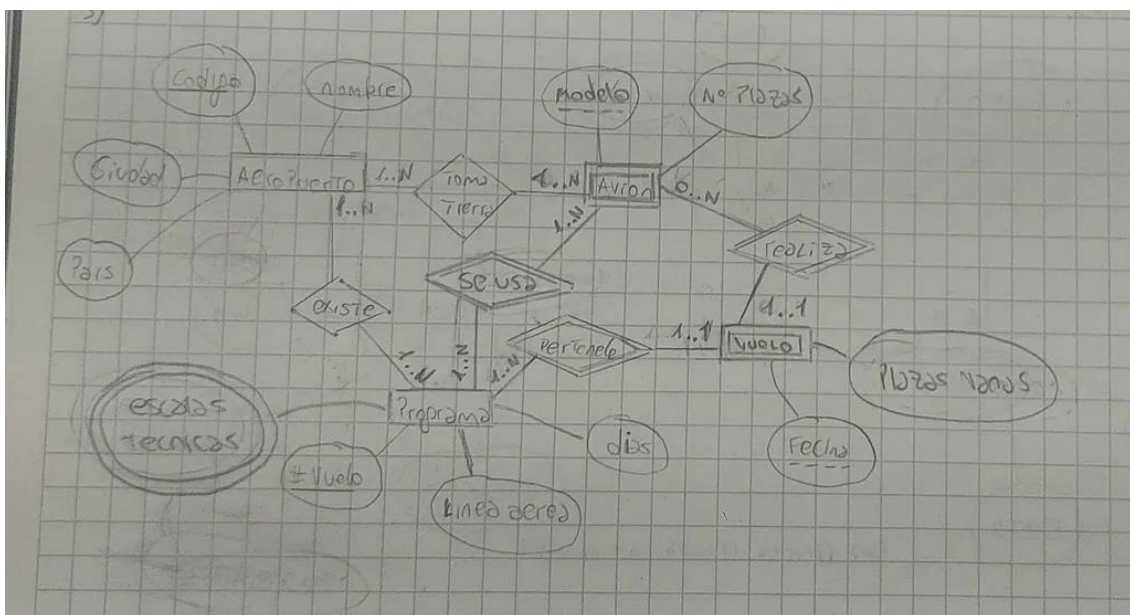 3)
Codigo
nombre
Modelo
Nº Plazas
Ciudad
AeroPuerto
1..N
Toma
Tierra
1..N
Avion
0..N
1..N
1..N
realiza
Pais
se usa
existe
1..1
Pertenece
1..1
Vuelo
1..N
1..N
1..N
Plazas Vacias
escalas
Tecnicas
Programa
dias
Fecha
# Vuelo
Linea aerea